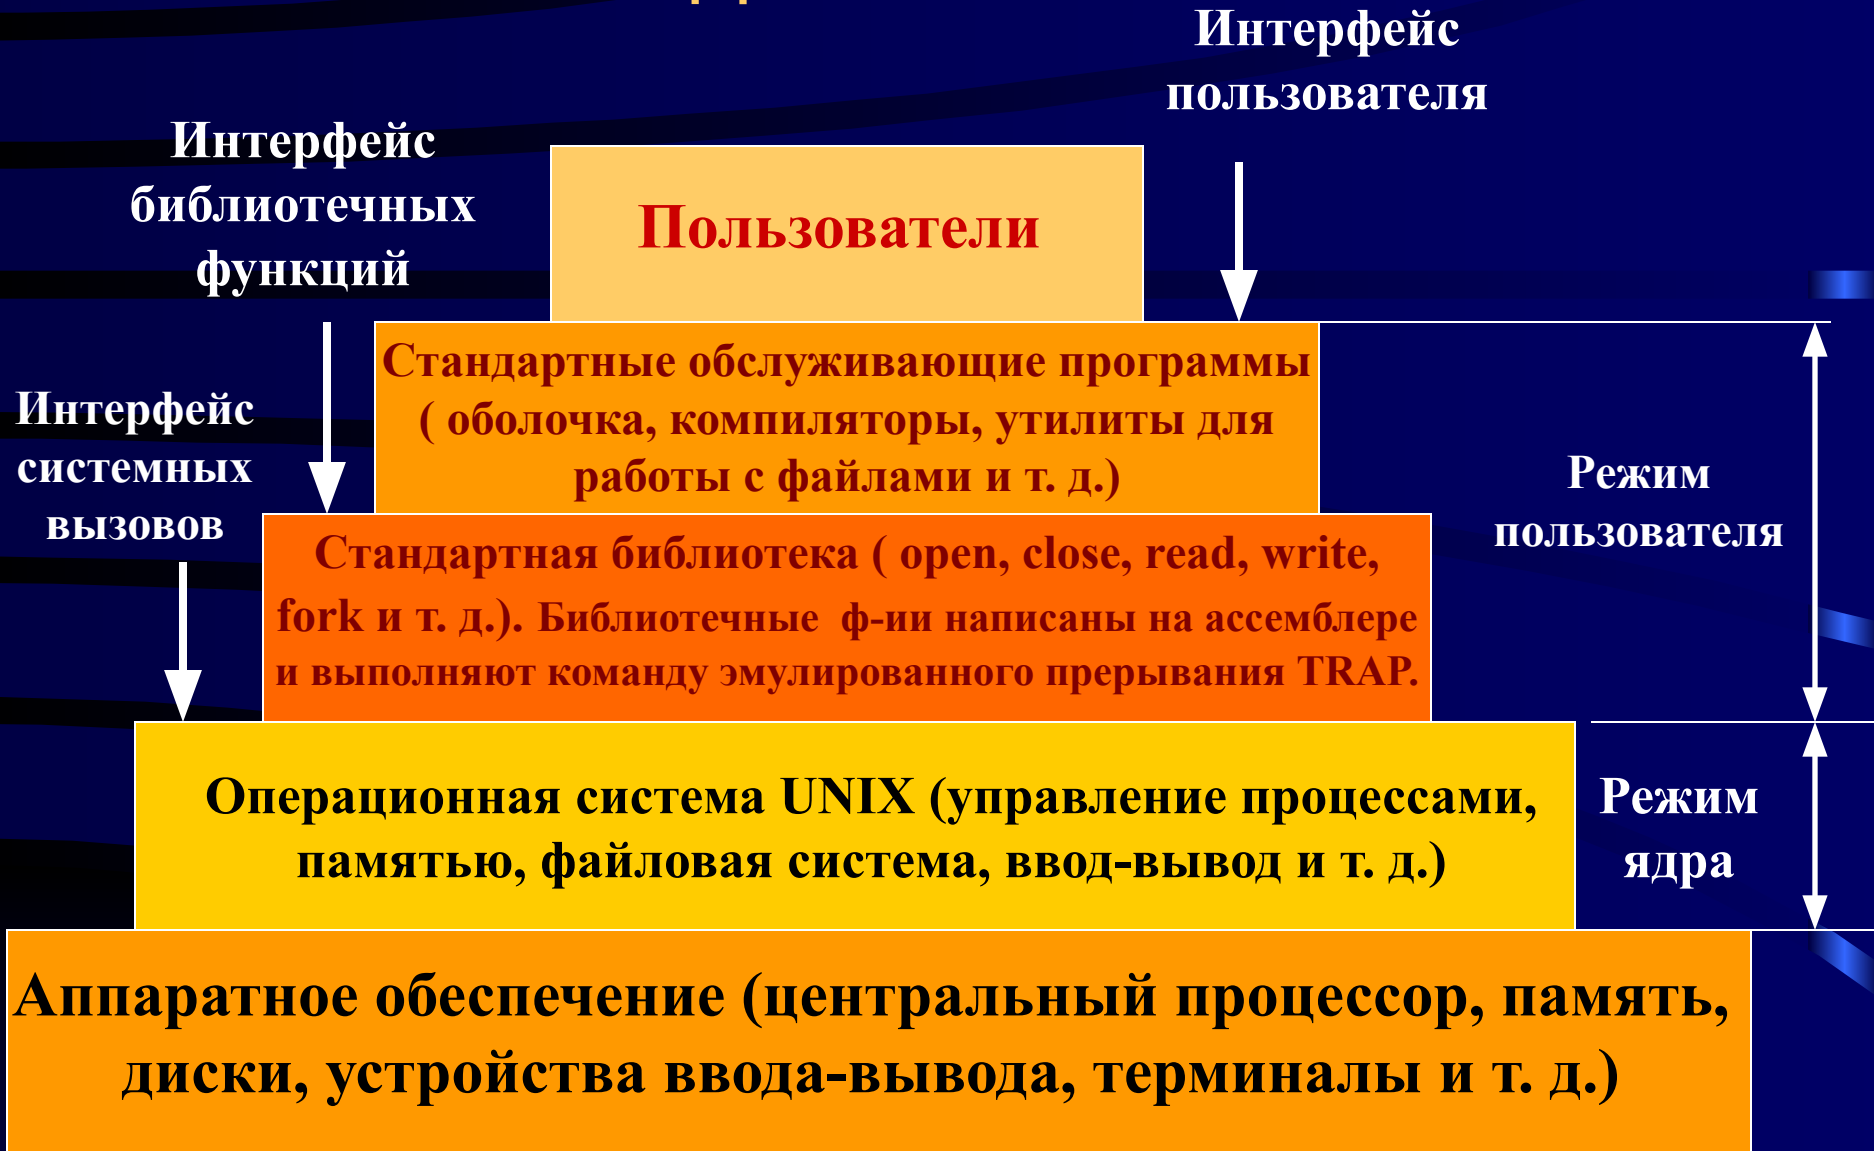 Интерфейс
пользователя
Интерфейс
библиотечных
функций
Пользователи
Стандартные обслуживающие программы
( оболочка, компиляторы, утилиты для
работы с файлами и т. д.)
Интерфейс
системных
вызовов
Режим
пользователя
Стандартная библиотека ( open, close, read, write,
fork и т. д.). Библиотечные ф-ии написаны на ассемблере
и выполняют команду эмулированного прерывания TRAP.
Операционная система UNIX (управление процессами,
памятью, файловая система, ввод-вывод и т. д.)
Режим
ядра
Аппаратное обеспечение (центральный процессор, память,
диски, устройства ввода-вывода, терминалы и т. д.)